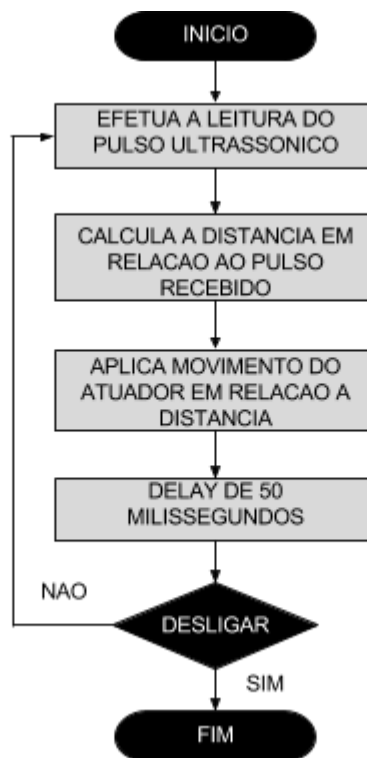 INICIO
EFETUA A LEITURA DO
PULSO ULTRASSONICO
CALCULA A DISTANCIA EM
RELACAO AO PULSO
RECEBIDO
APLICA MOVIMENTO DO
ATUADOR EM RELACAO A
DISTANCIA
DELAY DE 50
MILISSEGUNDOS
NAO
DESLIGAR
SIM
FIM